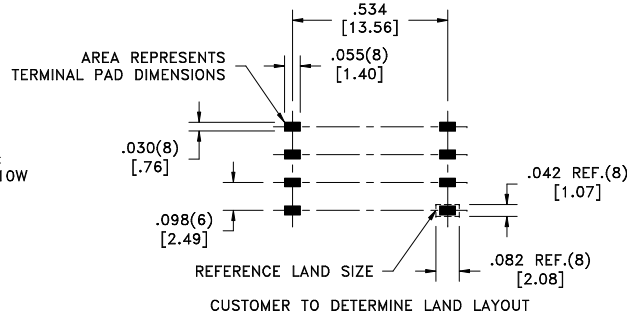 .534
[13.56]
AREA REPRESENTS
TERMINAL PAD DIMENSIONS
.055(8)
[1.40]
.030(8)
[.76]
.042 REF.(8)
[1.07]
.098(6)
[2.49]
REFERENCE LAND SIZE
.082 REF.(8)
[2.08]
CUSTOMER TO DETERMINE LAND LAYOUT